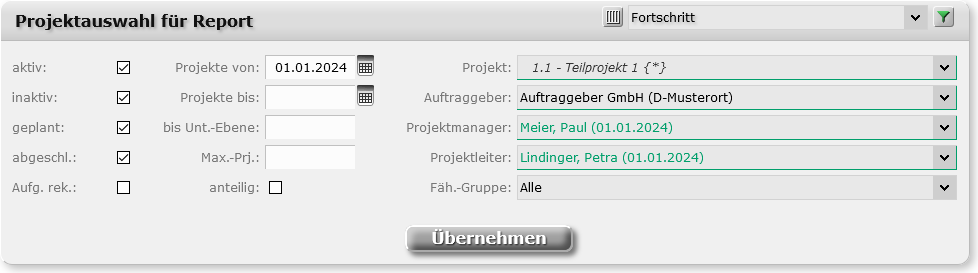 Projektauswahl für Report Fortschritt
aktiv: Projekte von: 01.01.2024 Projekt: 1.1 - Teilprojekt 1 {*}
inaktiv: Projekte bis: Auftraggeber: Auftraggeber GmbH (D-Musterort)
geplant: bis Unt.-Ebene: Projektmanager: Meier, Paul (01.01.2024)
abgeschl.: Max.-Prj.: Projektleiter: Lindinger, Petra (01.01.2024)
Aufg. rek.: anteilig: Fäh.-Gruppe: Alle
Übernehmen